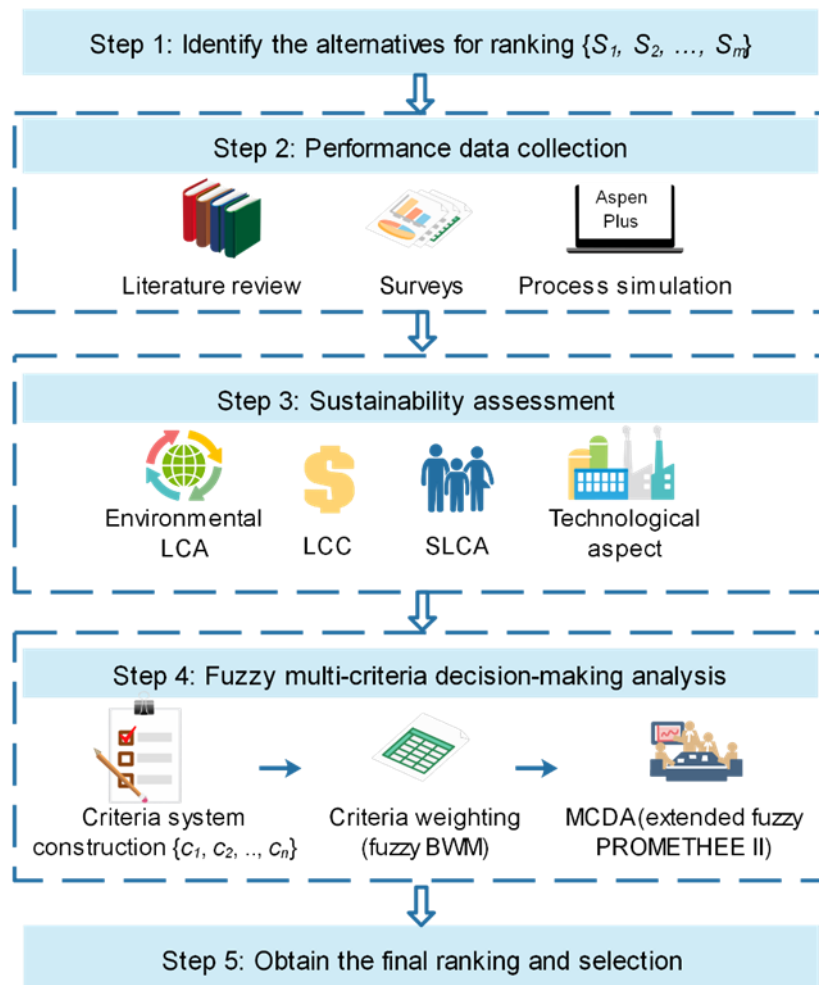 Step 1: Identify the alternatives for ranking {S1, S2, ..., Sm}
Step 2: Performance data collection
Aspen
Plus
Literature review
Surveys
Process simulation
Step 3: Sustainability assessment
Environmental
LCA
LCC
SLCA
Technological
aspect
Step 4: Fuzzy multi-criteria decision-making analysis
Criteria system
construction {c1, c2, .., cn}
Criteria weighting
(fuzzy BWM)
MCDA(extended fuzzy
PROMETHEE II)
Step 5: Obtain the final ranking and selection